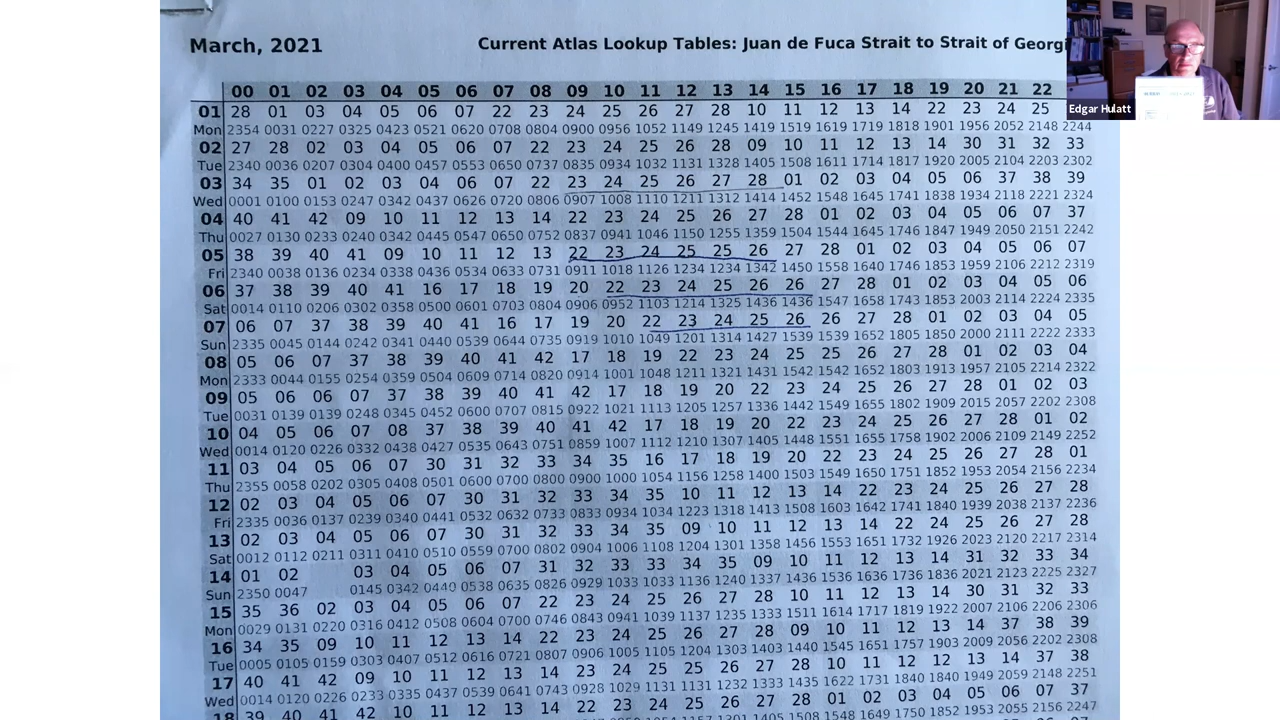 March, 2021
Current Atlas Lookup Tables: Juan de Fuca Strait to Strait of
Edgar Hulatt
00 01 02 03 04 05 06 07 08 09 10 11 12 13 14 15 16 17 18 19 20 21 22
01 28 01 03 04 05 06 07 22 23 24 25 26 27 28 10 11 12 13 14 22 23 24 25
Mon 2354 0031 0227 0325 0423 0521 0620 0708 0804 0900 0956 1052 1149 1245 1419 1519 1619 1719 1818 1901 1956 2052 2148 2244
02 27 28 02 03 04 05 06 07 22 23 24 25 26 28 09 10 11 12 13 14 30 31 32 33
Tue 2340 0036 0207 0304 0400 0457 0553 0650 0737 0835 0934 1032 1131 1328 1405 1508 1611 1714 1817 1920 2005 2104 2203 2302
03 34 35 01 02 03 04 06 07 22 23 24 25 26 27 28 01 02 03 04 05 06 37 38 39
Wed 0001 0100 0153 0247 0342 0437 0626 0720 0806 0907 1008 1110 1211 1312 1414 1452 1548 1645 1741 1838 1934 2118 2221 2324
04 40 41 42 09 10 11 12 13 14 22 23 24 25 26 27 28 01 02 03 04 05 06 07 37
Thu 0027 0130 0233 0240 0342 0445 0547 0650 0752 0837 0941 1046 1150 1255 1359 1504 1544 1645 1746 1847 1949 2050 2151 2242
05 38 39 40 41 09 10 11 12 13 22 23 24 25 25 26 27 28 01 02 03 04 05 06 07
Fri 2340 0038 0136 0234 0338 0436 0534 0633 0731 0911 1018 1126 1234 1234 1342 1450 1558 1640 1746 1853 1959 2106 2212 2319
06 37 38 39 40 41 16 17 18 19 20 22 23 24 25 26 26 27 28 01 02 03 04 05 06
Sat 0014 0110 0206 0302 0358 0500 0601 0703 0804 0906 0952 1103 1214 1325 1436 1436 1547 1658 1743 1853 2003 2114 2224 2335
07 06 07 37 38 39 40 41 16 17 19 20 22 23 24 25 26 26 27 28 01 02 03 04 05
Sun 2335 0045 0144 0242 0341 0440 0539 0644 0735 0919 1010 1049 1201 1314 1427 1539 1539 1652 1805 1850 2000 2111 2222 2333
08 05 06 07 37 38 39 40 41 42 17 18 19 22 23 24 25 25 26 27 28 01 02 03 04
Mon 2333 0044 0155 0254 0359 0504 0609 0714 0820 0914 1001 1048 1211 1321 1431 1542 1542 1652 1803 1913 1957 2105 2214 2322
09 05 06 06 07 37 38 39 40 41 42 17 18 19 20 22 23 24 25 26 27 28 01 02 03
Tue 0031 0139 0139 0248 0345 0452 0600 0707 0815 0922 1021 1113 1205 1257 1336 1442 1549 1655 1802 1909 2015 2057 2202 2308
10 04 05 06 07 08 37 38 39 40 41 42 17 18 19 20 22 23 24 25 26 27 28 01 02
Wed 0014 0120 0226 0332 0438 0427 0535 0643 0751 0859 1007 1112 1210 1307 1405 1448 1551 1655 1758 1902 2006 2109 2149 2252
11 03 04 05 06 07 30 31 32 33 34 35 16 17 18 19 20 22 23 24 25 26 27 28 01
Thu 2355 0058 0202 0305 0408 0501 0600 0700 0800 0900 1000 1054 1156 1258 1400 1503 1549 1650 1751 1852 1953 2054 2156 2234
12 02 03 04 05 06 07 30 31 32 33 34 35 10 11 12 13 14 22 23 24 25 26 27 28
Fri 2335 0036 0137 0239 0340 0441 0532 0632 0733 0833 0934 1034 1223 1318 1413 1508 1603 1642 1741 1840 1939 2038 2137 2236
13 02 03 04 05 06 07 30 31 32 33 34 35 09 10 11 12 13 14 22 24 25 26 27 28
Sat 0012 0112 0211 0311 0410 0510 0559 0700 0802 0904 1006 1108 1204 1301 1358 1456 1553 1651 1732 1926 2023 2120 2217 2314
14 01 02 03 04 05 06 07 31 32 33 33 34 35 09 10 11 12 13 14 31 32 33 34
Sun 2350 0047 0145 0342 0440 0538 0635 0826 0929 1033 1033 1136 1240 1337 1436 1536 1636 1736 1836 2021 2123 2225 2327
15 35 36 02 03 04 05 06 07 22 23 24 25 26 27 28 10 11 12 13 14 30 31 32 33
Mon 0029 0131 0220 0316 0412 0508 0604 0700 0746 0843 0941 1039 1137 1235 1333 1511 1614 1717 1819 1922 2007 2106 2206 2306
16 34 35 09 10 11 12 13 14 22 23 24 25 26 27 28 09 10 11 12 13 14 37 38 39
Tue 0005 0105 0159 0303 0407 0512 0616 0721 0807 0906 1005 1105 1204 1303 1403 1440 1545 1651 1757 1903 2009 2056 2202 2308
17 40 41 42 09 10 11 12 13 14 23 24 25 25 26 27 28 10 11 12 12 13 14 37 38
Wed 0014 0120 0226 0233 0335 0437 0539 0641 0743 0928 1029 1131 1131 1232 1333 1435 1622 1731 1840 1840 1949 2059 2148 2251
18 39 40 41 42 10 11 12 13 14 22 23 24 25 26 27 28 01 02 03 04 05 06 07 37